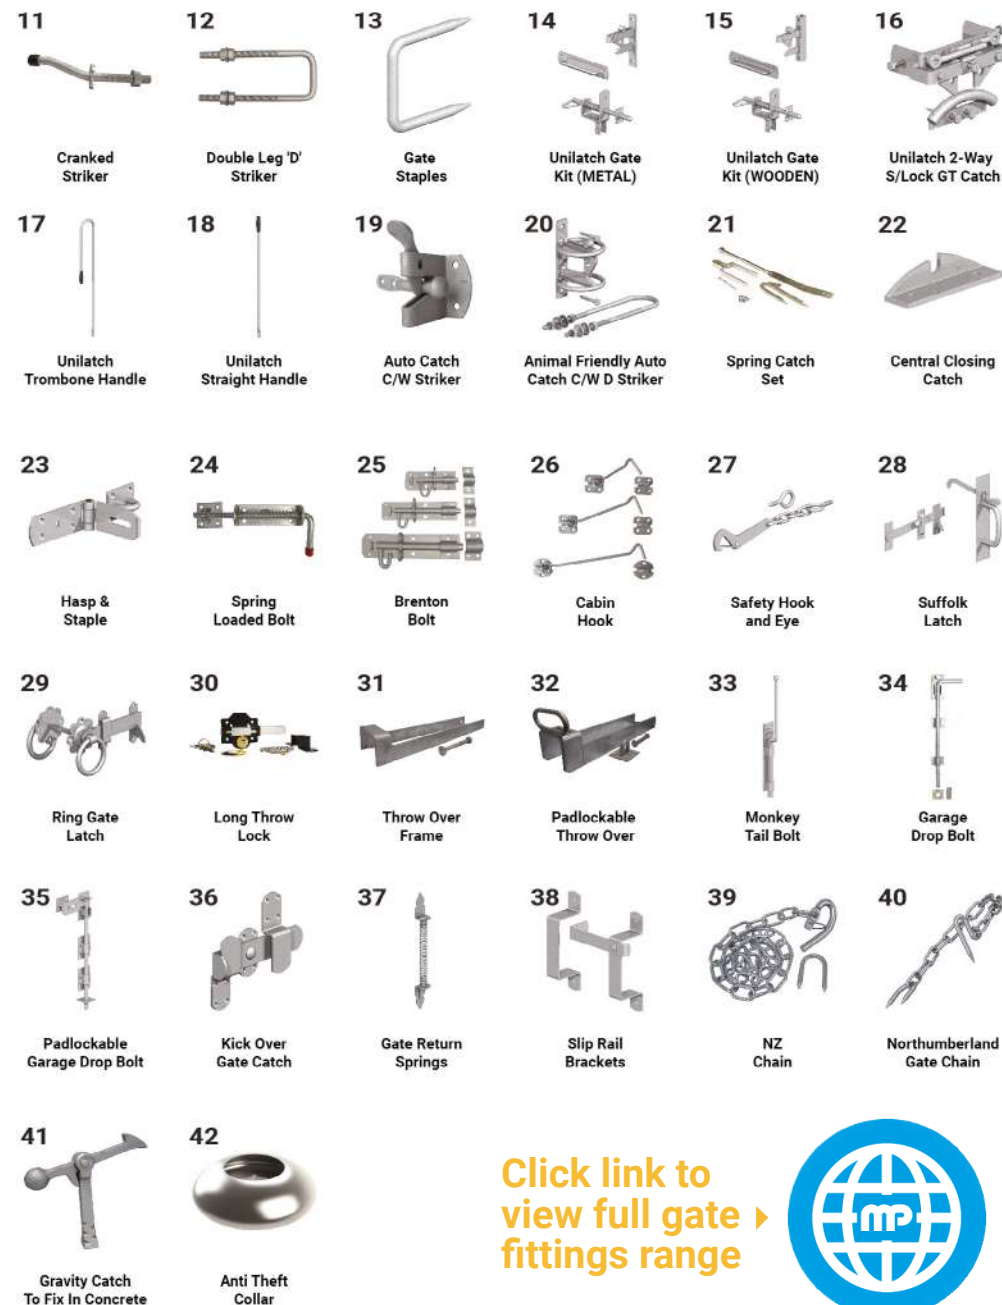 11
12
13
14
15
16
Cranked
Striker
Double Leg 'D'
Striker
Gate
Staples
Unilatch Gate
Kit (METAL)
Unilatch Gate
Kit (WOODEN)
Unilatch 2-Way
S/Lock GT Catch
17
18
19
20
21
22
Unilatch
Trombone Handle
Unilatch
Straight Handle
Auto Catch
C/W Striker
Animal Friendly Auto
Catch C/W D Striker
Spring Catch
Set
Central Closing
Catch
23
24
25
26
27
28
Hasp &
Staple
Spring
Loaded Bolt
Brenton
Bolt
Cabin
Hook
Safety Hook
and Eye
Suffolk
Latch
29
30
31
32
33
34
Ring Gate
Latch
Long Throw
Lock
Throw Over
Frame
Padlockable
Throw Over
Monkey
Tail Bolt
Garage
Drop Bolt
35
36
37
38
39
40
Padlockable
Garage Drop Bolt
Kick Over
Gate Catch
Gate Return
Springs
Slip Rail
Brackets
NZ
Chain
Northumberland
Gate Chain
41
42
Gravity Catch
To Fix In Concrete
Anti Theft
Collar
Click link to
view full gate
fittings range
MP